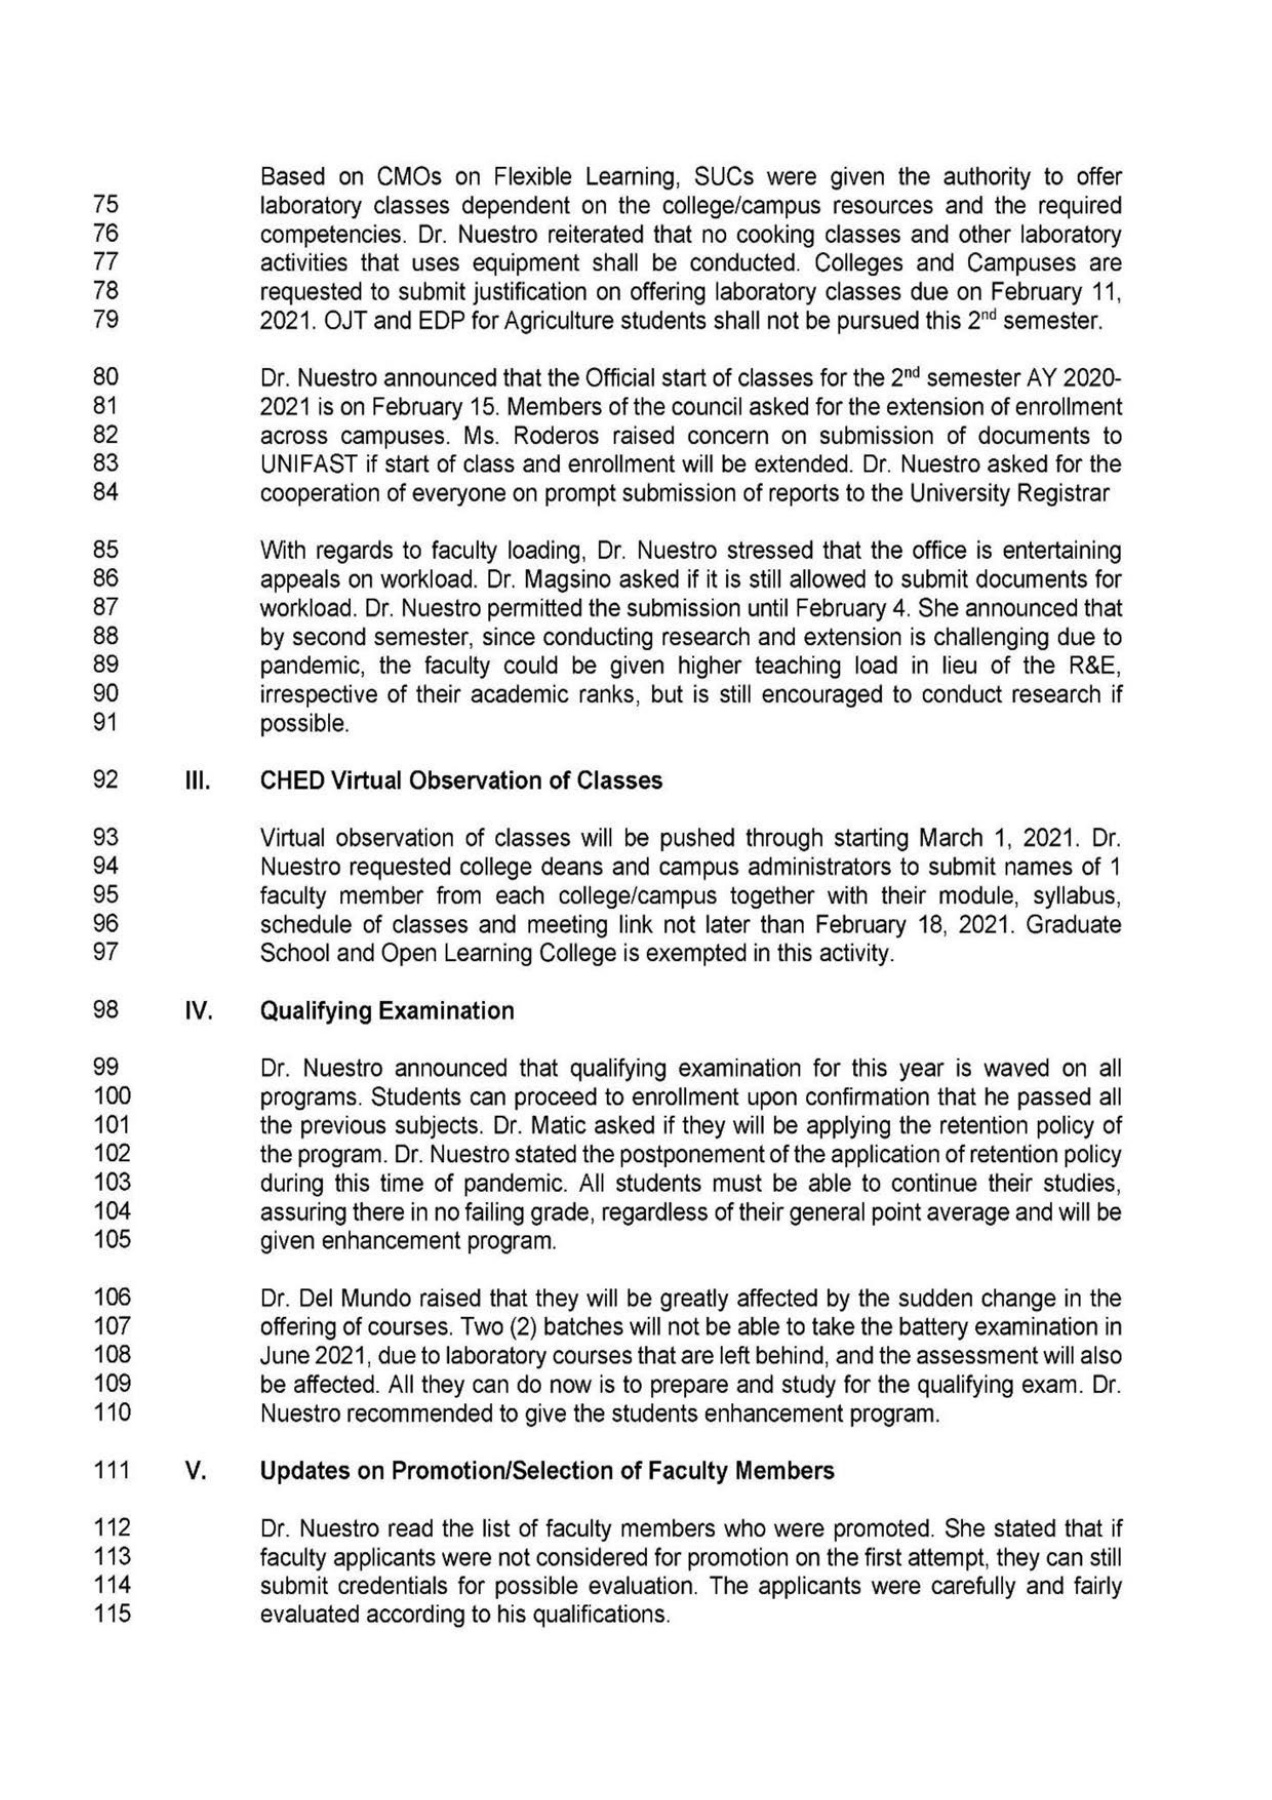 Based on CMOs on Flexible Learning, SUCs were given the authority to offer
75 laboratory classes dependent on the college/campus resources and the required
76 competencies. Dr. Nuestro reiterated that no cooking classes and other laboratory
77 activities that uses equipment shall be conducted. Colleges and Campuses are
78 requested to submit justification on offering laboratory classes due on February 11,
79 2021. OJT and EDP for Agriculture students shall not be pursued this 2nd semester.
80 Dr. Nuestro announced that the Official start of classes for the 2nd semester AY 2020-
81 2021 is on February 15. Members of the council asked for the extension of enrollment
82 across campuses. Ms. Roderos raised concern on submission of documents to
83 UNIFAST if start of class and enrollment will be extended. Dr. Nuestro asked for the
84 cooperation of everyone on prompt submission of reports to the University Registrar
85 With regards to faculty loading, Dr. Nuestro stressed that the office is entertaining
86 appeals on workload. Dr. Magsino asked if it is still allowed to submit documents for
87 workload. Dr. Nuestro permitted the submission until February 4. She announced that
88 by second semester, since conducting research and extension is challenging due to
89 pandemic, the faculty could be given higher teaching load in lieu of the R&E,
90 irrespective of their academic ranks, but is still encouraged to conduct research if
91 possible.
92 III. CHED Virtual Observation of Classes
93 Virtual observation of classes will be pushed through starting March 1, 2021. Dr.
94 Nuestro requested college deans and campus administrators to submit names of 1
95 faculty member from each college/campus together with their module, syllabus,
96 schedule of classes and meeting link not later than February 18, 2021. Graduate
97 School and Open Learning College is exempted in this activity.
98 IV. Qualifying Examination
99 Dr. Nuestro announced that qualifying examination for this year is waved on all
100 programs. Students can proceed to enrollment upon confirmation that he passed all
101 the previous subjects. Dr. Matic asked if they will be applying the retention policy of
102 the program. Dr. Nuestro stated the postponement of the application of retention policy
103 during this time of pandemic. All students must be able to continue their studies,
104 assuring there in no failing grade, regardless of their general point average and will be
105 given enhancement program.
106 Dr. Del Mundo raised that they will be greatly affected by the sudden change in the
107 offering of courses. Two (2) batches will not be able to take the battery examination in
108 June 2021, due to laboratory courses that are left behind, and the assessment will also
109 be affected. All they can do now is to prepare and study for the qualifying exam. Dr.
110 Nuestro recommended to give the students enhancement program.
111 V. Updates on Promotion/Selection of Faculty Members
112 Dr. Nuestro read the list of faculty members who were promoted. She stated that if
113 faculty applicants were not considered for promotion on the first attempt, they can still
114 submit credentials for possible evaluation. The applicants were carefully and fairly
115 evaluated according to his qualifications.